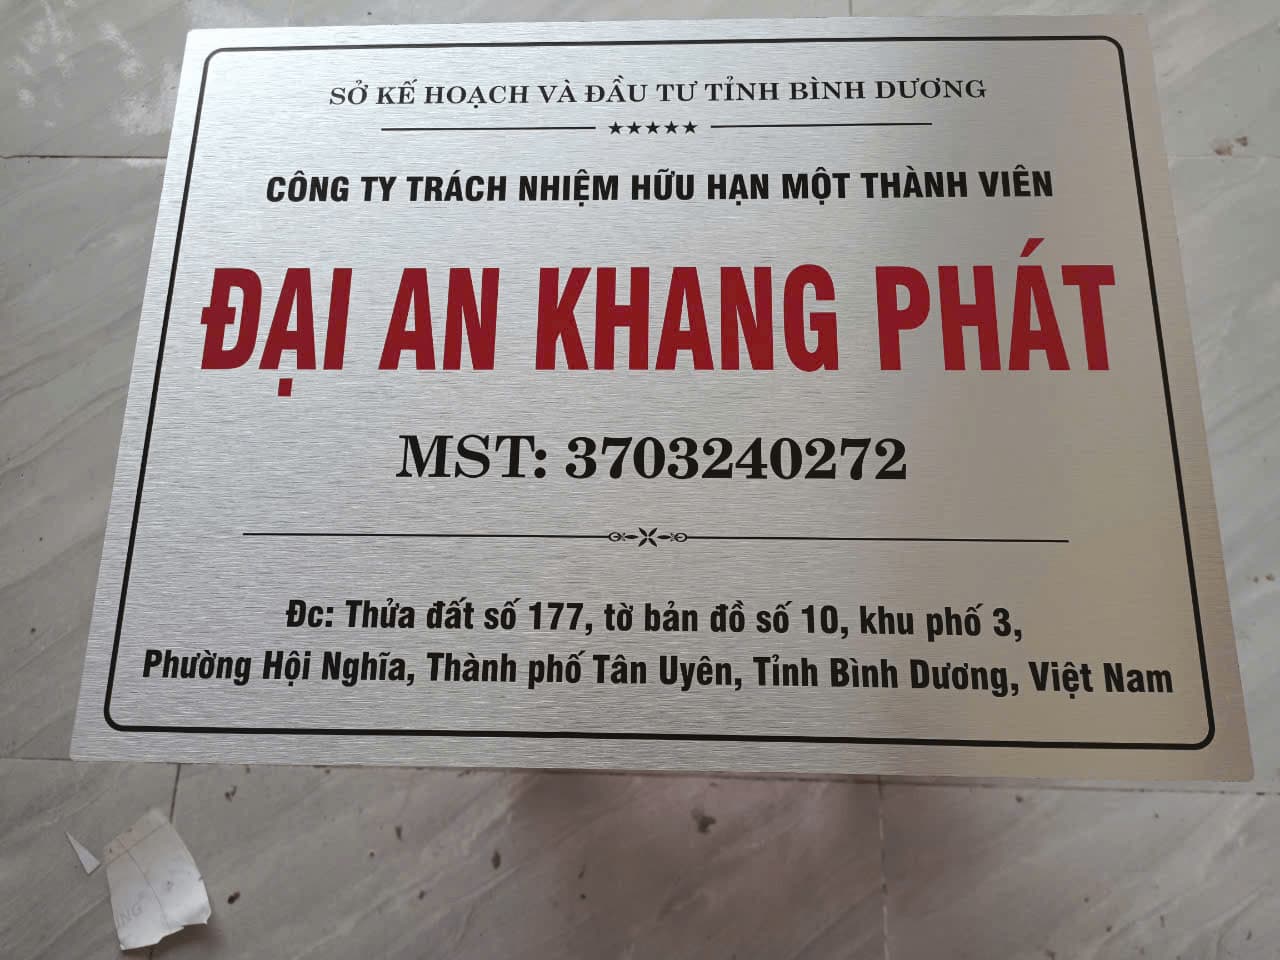 SỞ KẾ HOẠCH VÀ ĐẦU TƯ TỈNH BÌNH DƯƠNG
CÔNG TY TRÁCH NHIỆM HỮU HẠN MỘT THÀNH VIÊN
ĐẠI AN KHANG PHÁT
MST: 3703240272
Đc: Thửa đất số 177, tờ bản đồ số 10, khu phố 3,
Phường Hội Nghĩa, Thành phố Tân Uyên, Tỉnh Bình Dương, Việt Nam